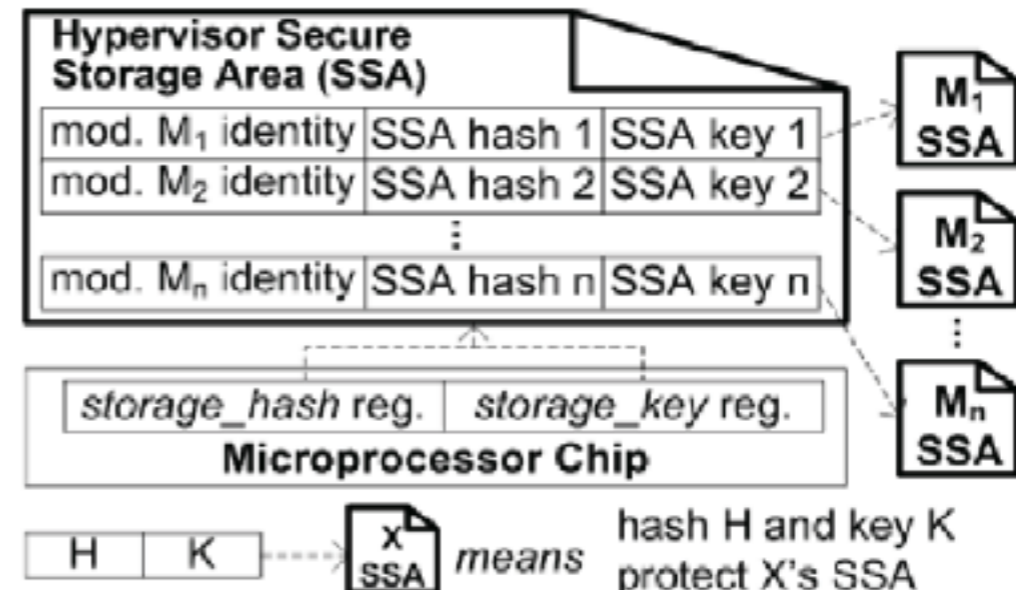 Hypervisor Secure
Storage Area (SSA)
mod. M₁ identity SSA hash 1 SSA key 1
mod. M₂ identity SSA hash 2 SSA key 2
⋮
mod. Mₙ identity SSA hash n SSA key n
M₁
SSA
M₂
SSA
⋮
Mₙ
SSA
storage_hash reg. storage_key reg.
Microprocessor Chip
H K
X
SSA
means
hash H and key K
protect X's SSA